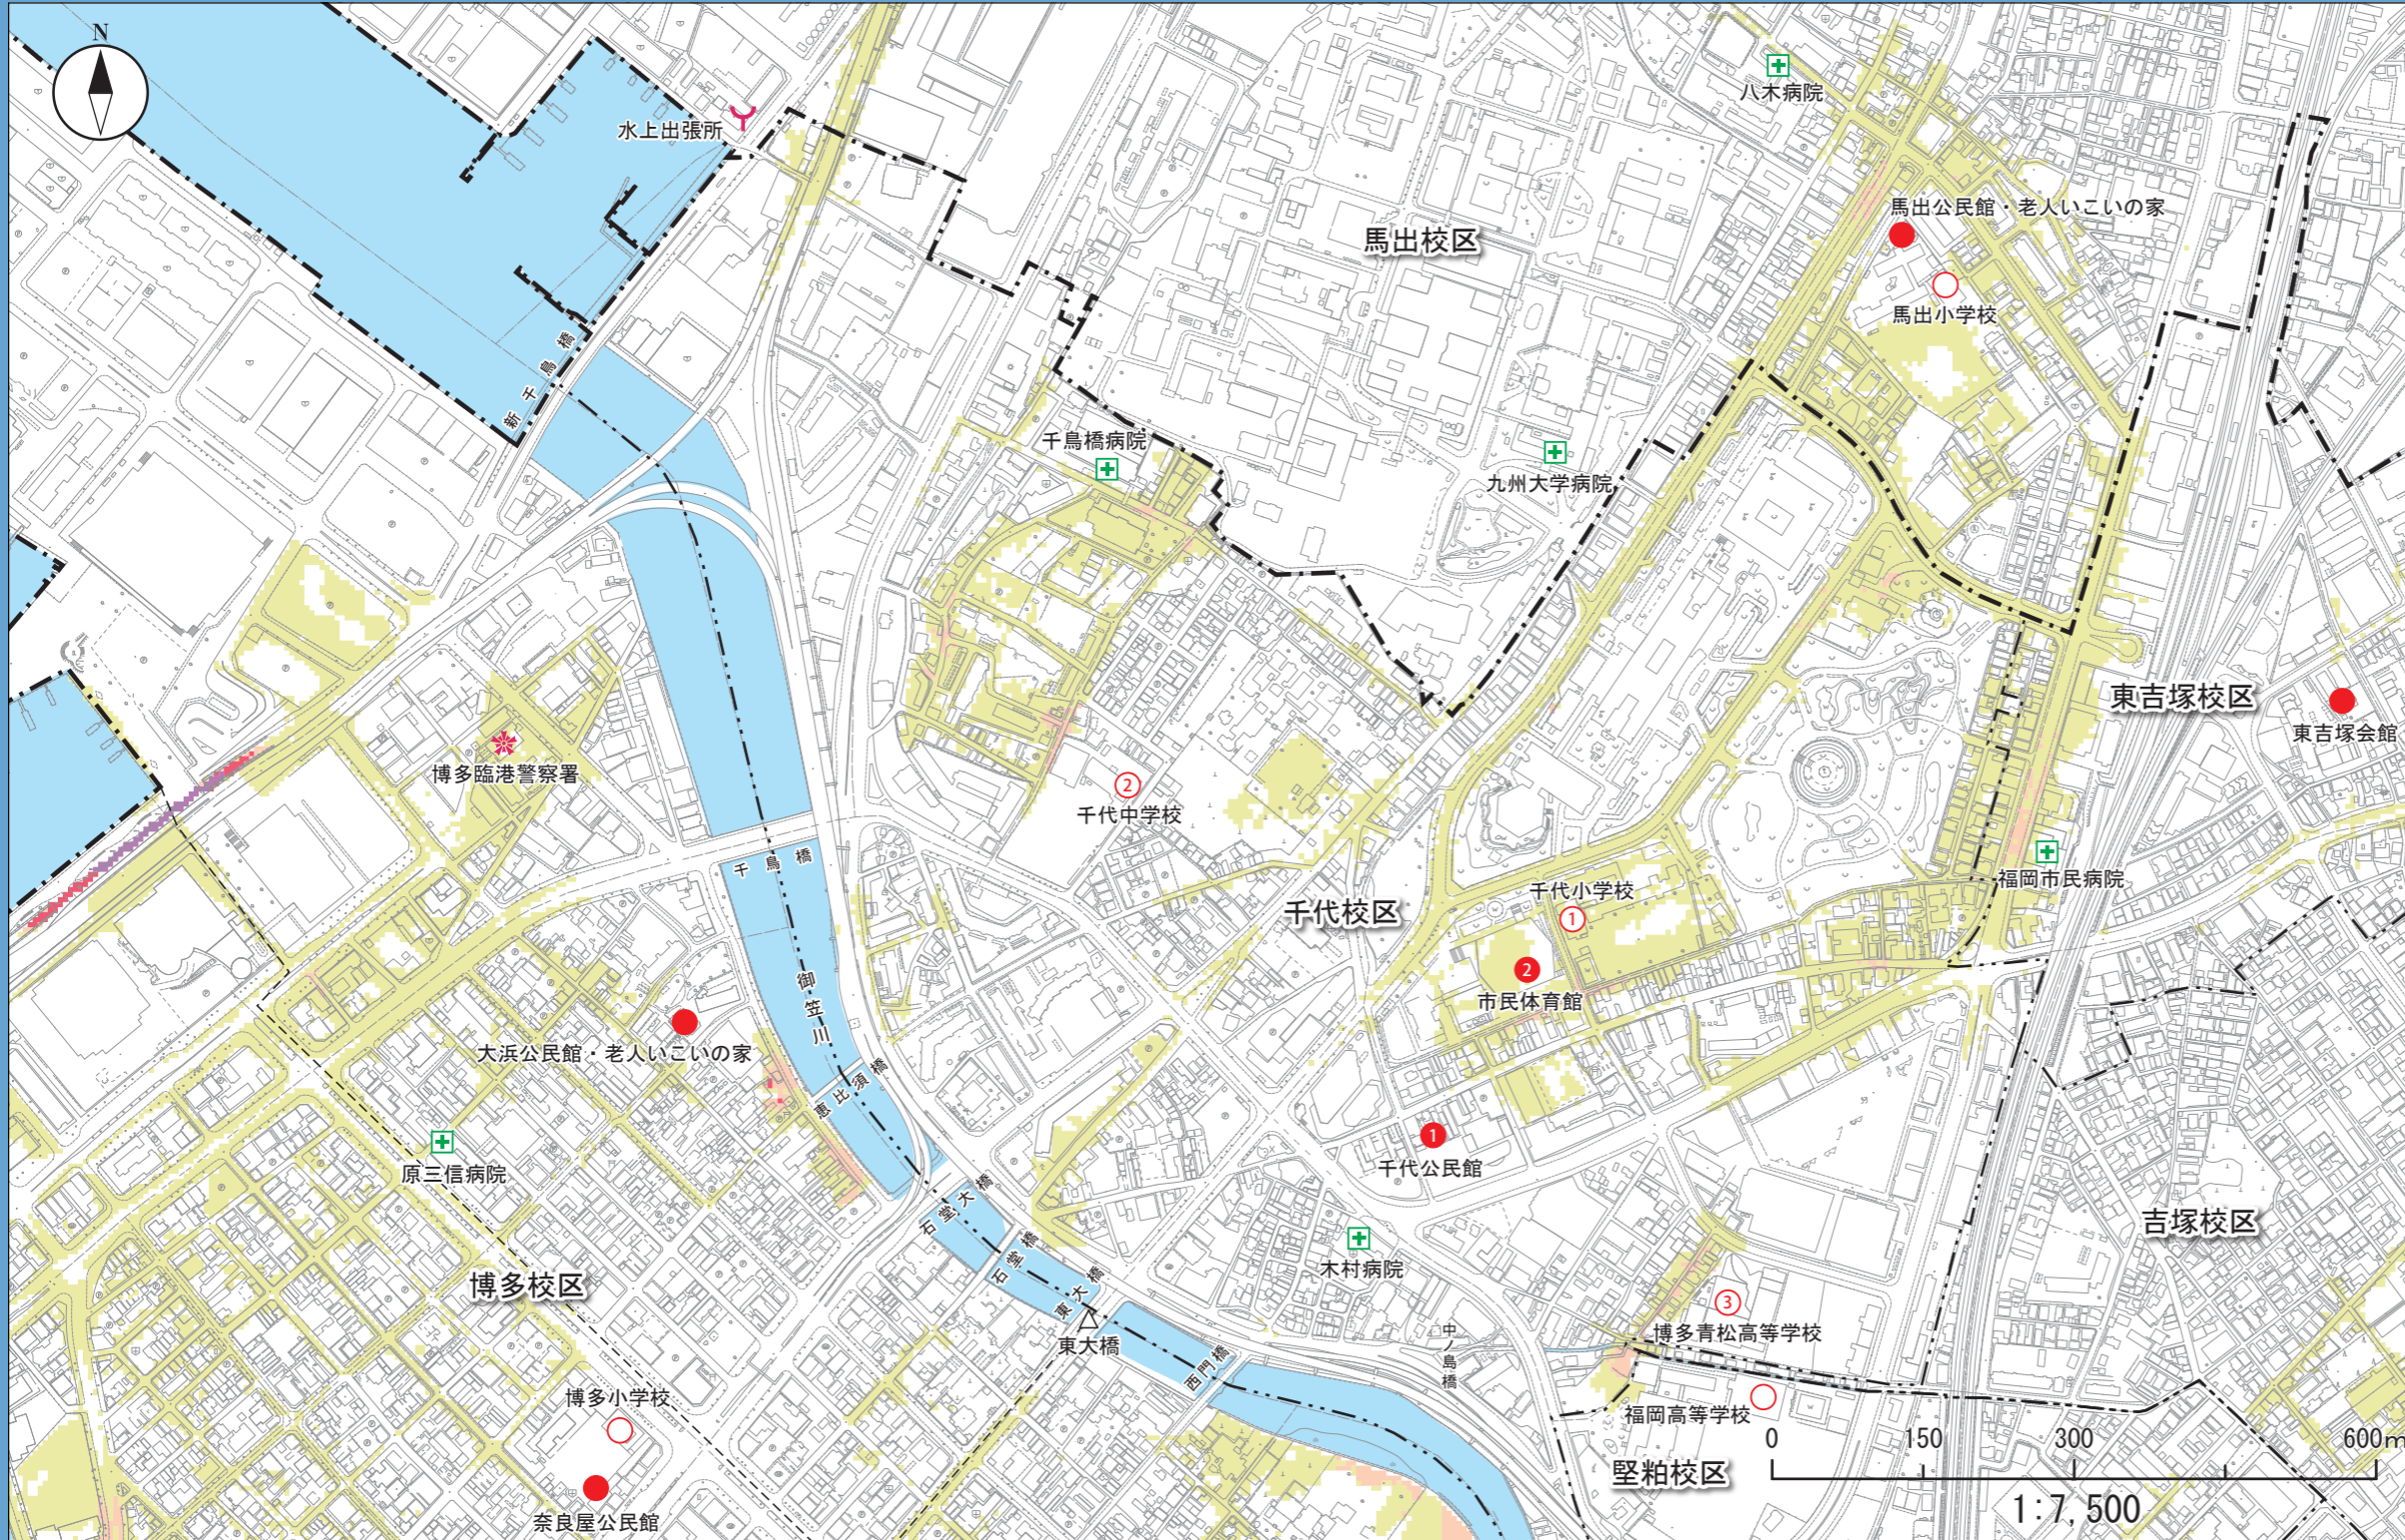 N
八木病院
水上出張所
馬出公民館・老人いこいの家
馬出校区
馬出小学校
新千鳥橋
千鳥橋病院
九州大学病院
東吉塚校区
東吉塚会館
博多臨港警察署
2
千代中学校
千鳥橋
福岡市民病院
千代小学校
1
千代校区
2
市民体育館
御笠川
大浜公民館・老人いこいの家
恵比須橋
1
千代公民館
原三信病院
石堂大橋
吉塚校区
石堂橋
木村病院
博多校区
東大橋
3
東大橋
博多青松高等学校
中ノ島橋
西門橋
博多小学校
福岡高等学校
0 150 300 600m
堅粕校区
1:7,500
奈良屋公民館